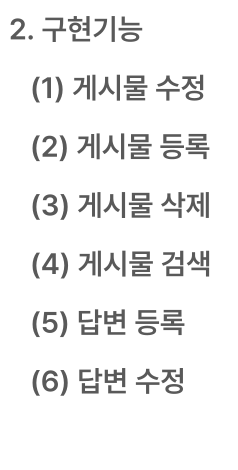 2. 구현기능
(1) 게시물 수정
(2) 게시물 등록
(3) 게시물 삭제
(4) 게시물 검색
(5) 답변 등록
(6) 답변 수정